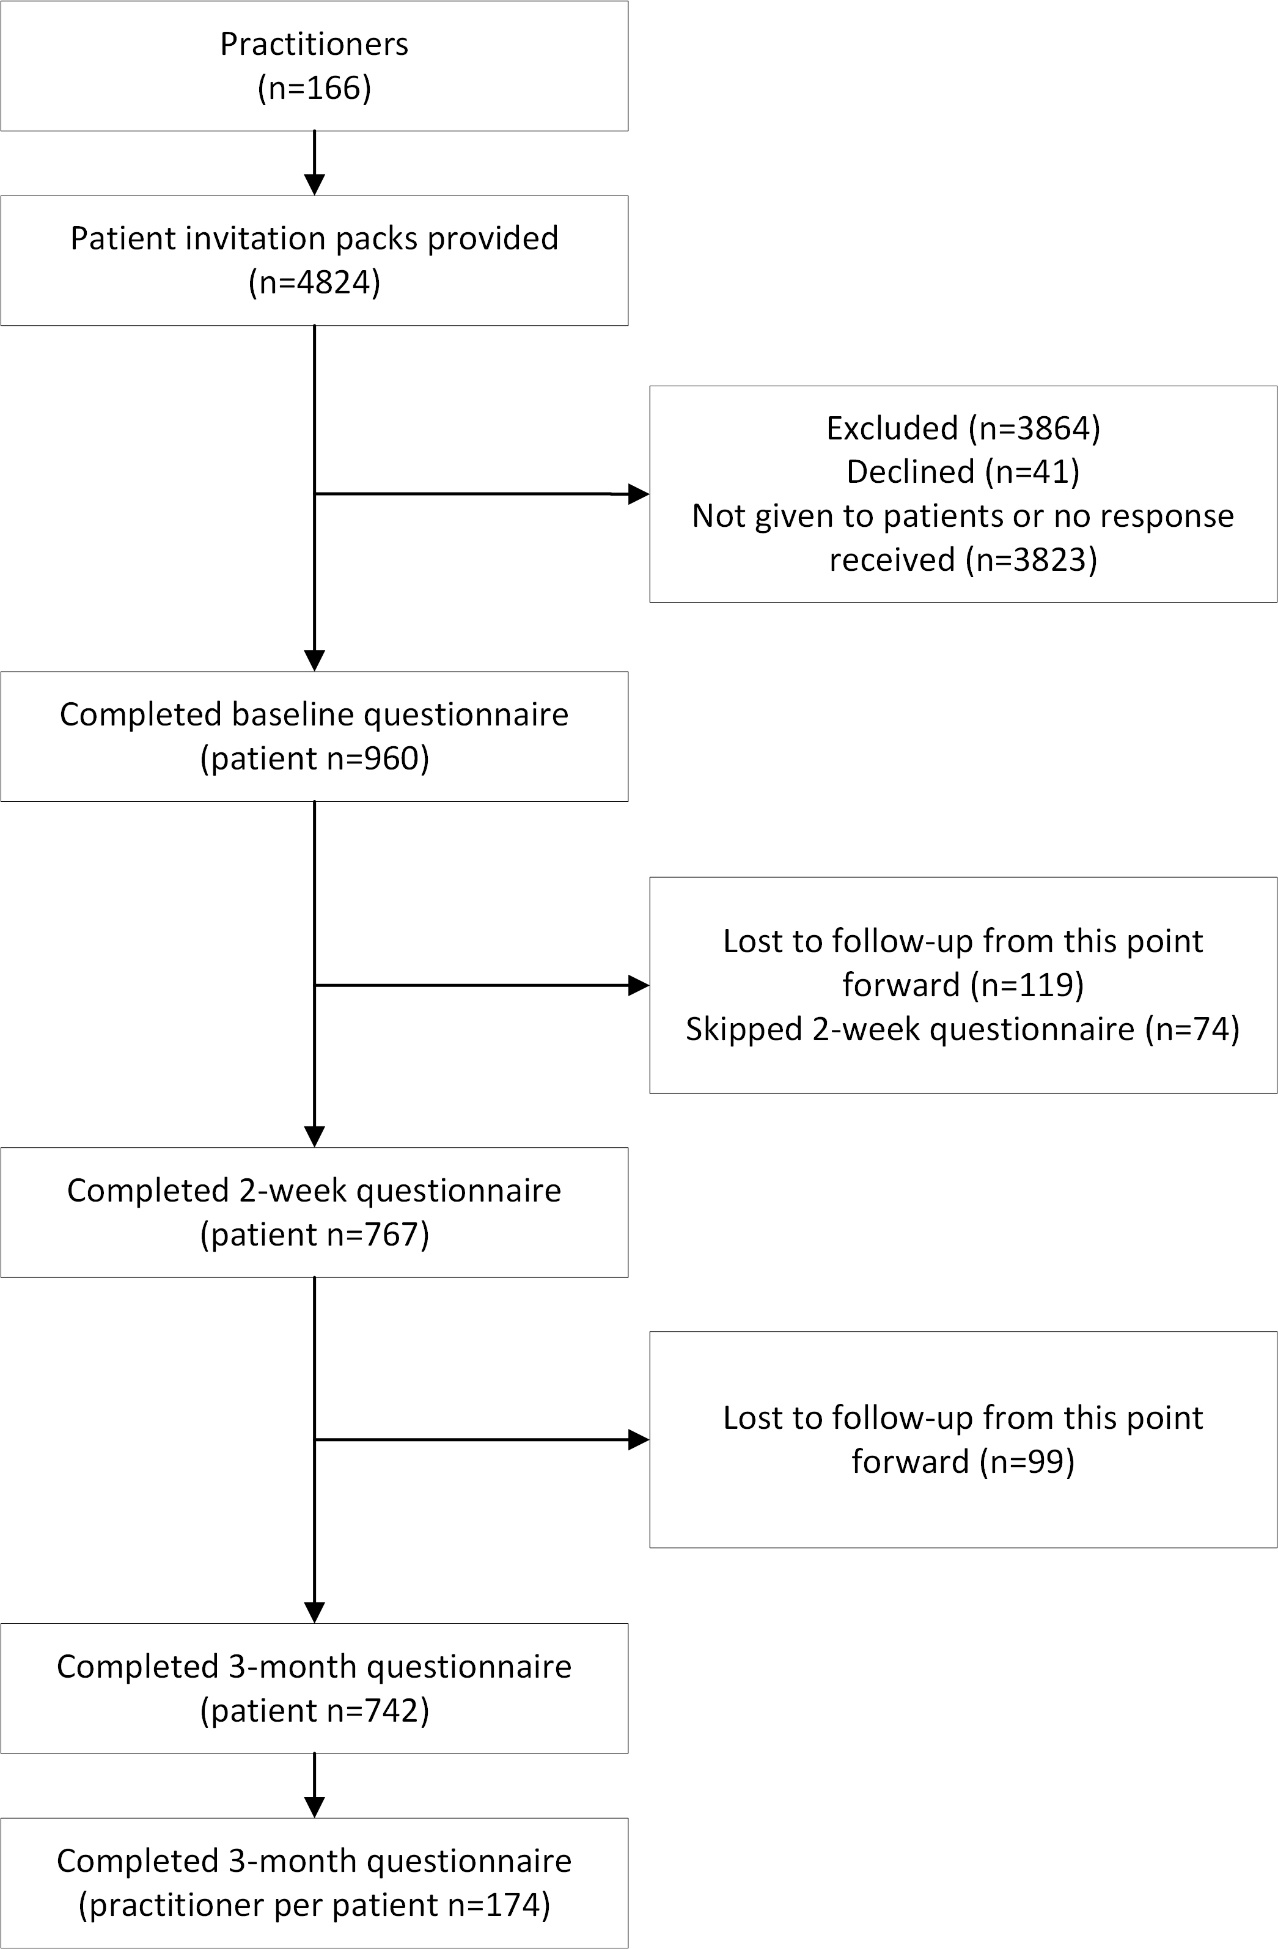 Practitioners
(n=166)
Patient invitation packs provided
(n=4824)
Excluded (n=3864)
Declined (n=41)
Not given to patients or no response
received (n=3823)
Completed baseline questionnaire
(patient n=960)
Lost to follow-up from this point
forward (n=119)
Skipped 2-week questionnaire (n=74)
Completed 2-week questionnaire
(patient n=767)
Lost to follow-up from this point
forward (n=99)
Completed 3-month questionnaire
(patient n=742)
Completed 3-month questionnaire
(practitioner per patient n=174)